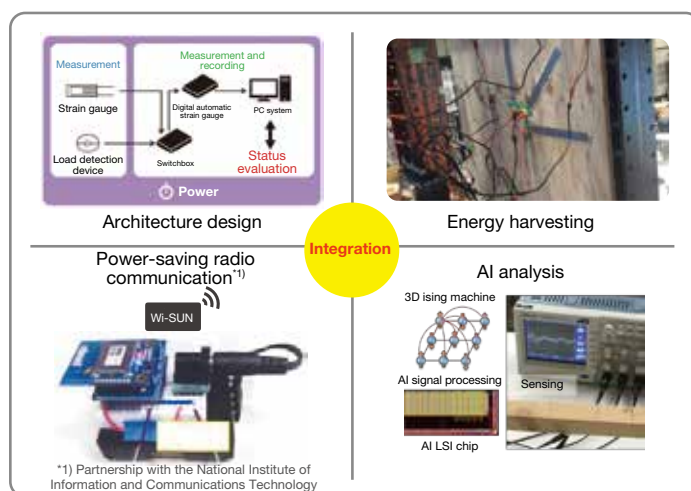 Measurement
Measurement and
recording
Strain gauge
Digital automatic
strain gauge
PC system
Load detection
device
Switchbox
Status
evaluation
Power
Architecture design
Energy harvesting
Integration
Power-saving radio
communication*1)
Wi-SUN
*1) Partnership with the National Institute of
Information and Communications Technology
AI analysis
3D ising machine
AI signal processing
Sensing
AI LSI chip